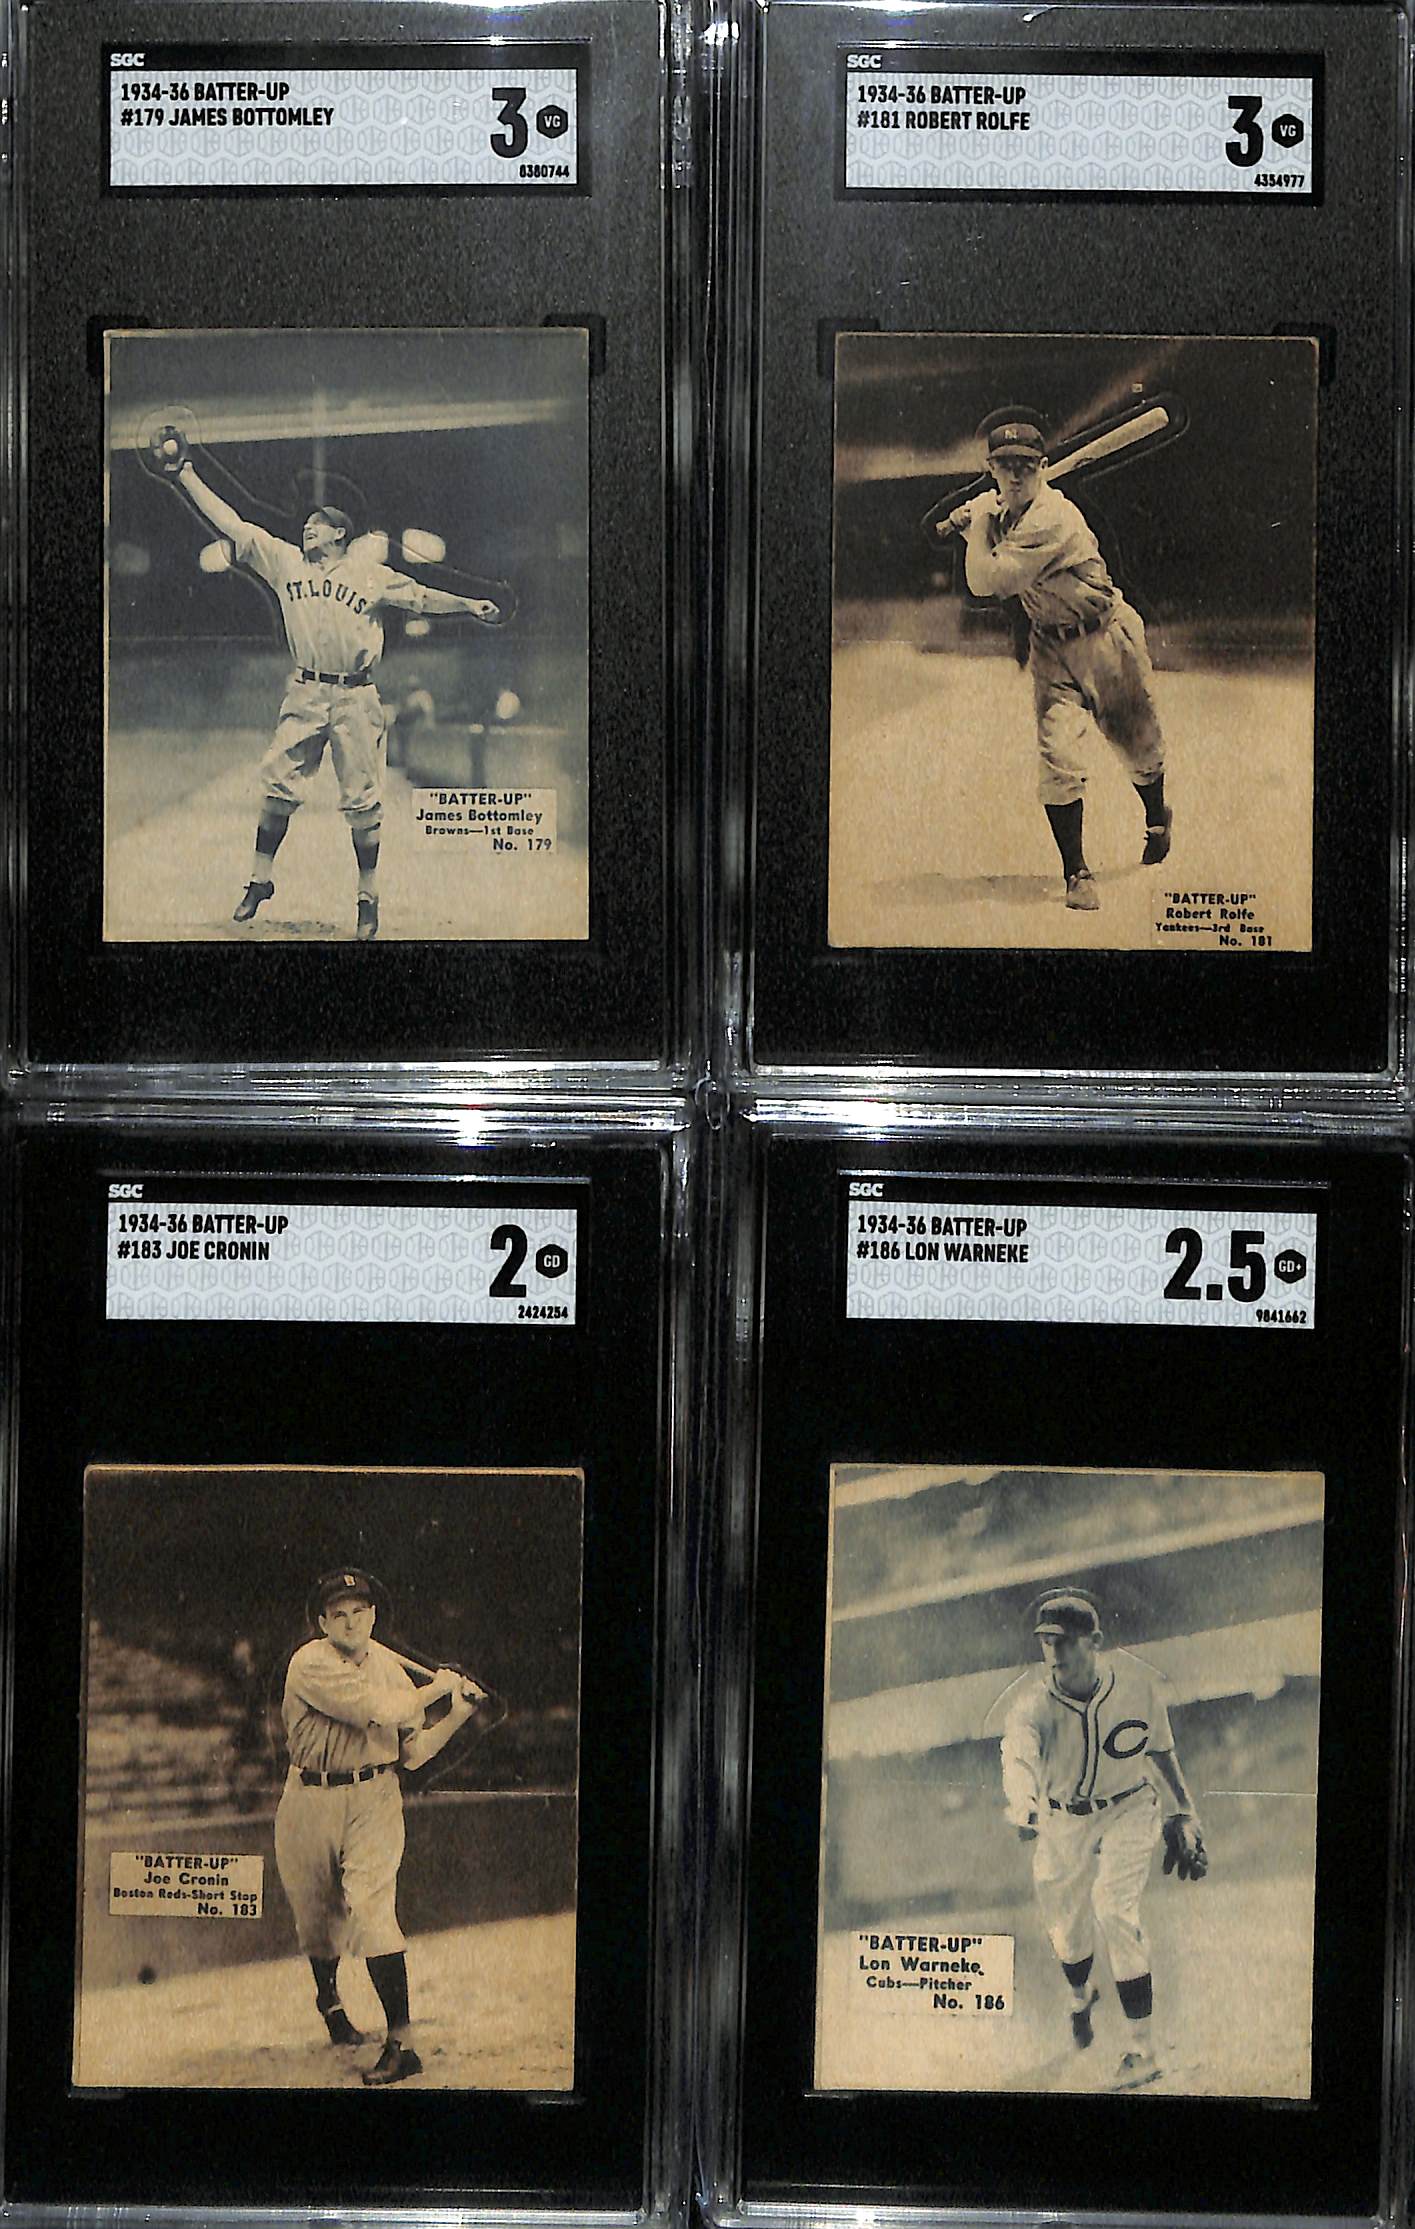 SGC
1934-36 BATTER-UP
#179 JAMES BOTTOMLEY
3 VG
8380744
ST. LOUIS
"BATTER-UP"
James Bottomley
Browns—1st Base
No. 179
SGC
1934-36 BATTER-UP
#181 ROBERT ROLFE
3 VG
4354977
NY
"BATTER-UP"
Robert Rolfe
Yankees—3rd Base
No. 181
SGC
1934-36 BATTER-UP
#183 JOE CRONIN
2 GD
2424254
B
"BATTER-UP"
Joe Cronin
Boston Reds-Short Stop
No. 183
SGC
1934-36 BATTER-UP
#186 LON WARNEKE
2.5 GD+
9841662
C
"BATTER-UP"
Lon Warneke
Cubs—Pitcher
No. 186